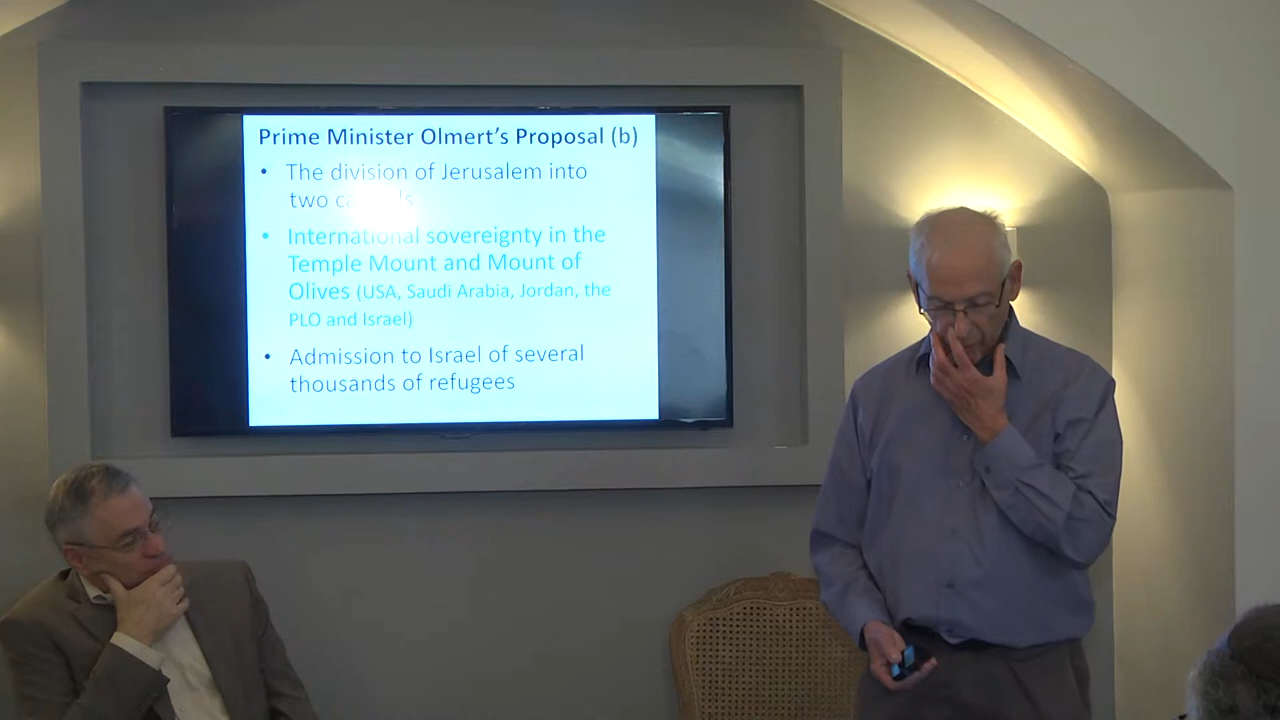 Prime Minister Olmert's Proposal (b)
• The division of Jerusalem into
two capitals
• International sovereignty in the
Temple Mount and Mount of
Olives (USA, Saudi Arabia, Jordan, the
PLO and Israel)
• Admission to Israel of several
thousands of refugees